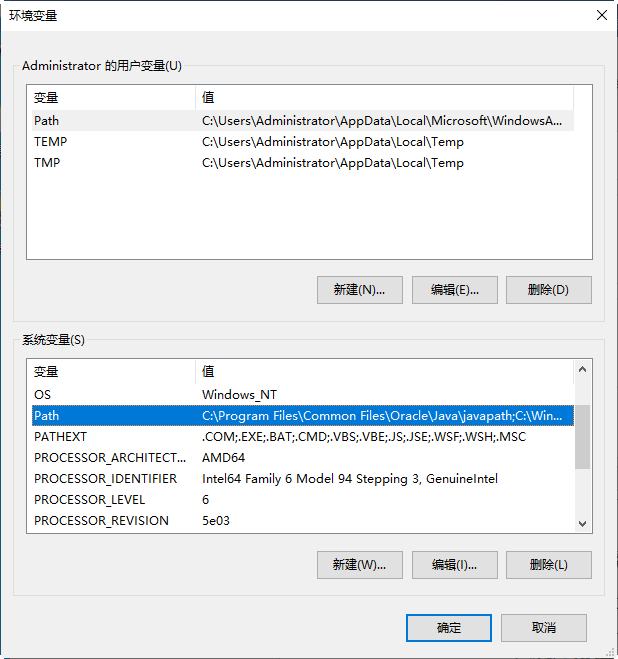 环境变量
Administrator 的用户变量(U)
变量 值
Path C:\Users\Administrator\AppData\Local\Microsoft\WindowsA...
TEMP C:\Users\Administrator\AppData\Local\Temp
TMP C:\Users\Administrator\AppData\Local\Temp
新建(N)... 编辑(E)... 删除(D)
系统变量(S)
变量 值
OS Windows_NT
Path C:\Program Files\Common Files\Oracle\Java\javapath;C:\Win...
PATHEXT .COM;.EXE;.BAT;.CMD;.VBS;.VBE;.JS;.JSE;.WSF;.WSH;.MSC
PROCESSOR_ARCHITECT... AMD64
PROCESSOR_IDENTIFIER Intel64 Family 6 Model 94 Stepping 3, GenuineIntel
PROCESSOR_LEVEL 6
PROCESSOR_REVISION 5e03
新建(W)... 编辑(I)... 删除(L)
确定 取消